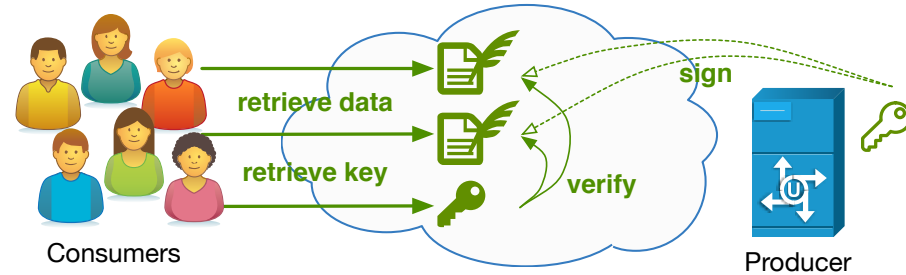 sign
retrieve data
retrieve key
verify
U
Consumers
Producer